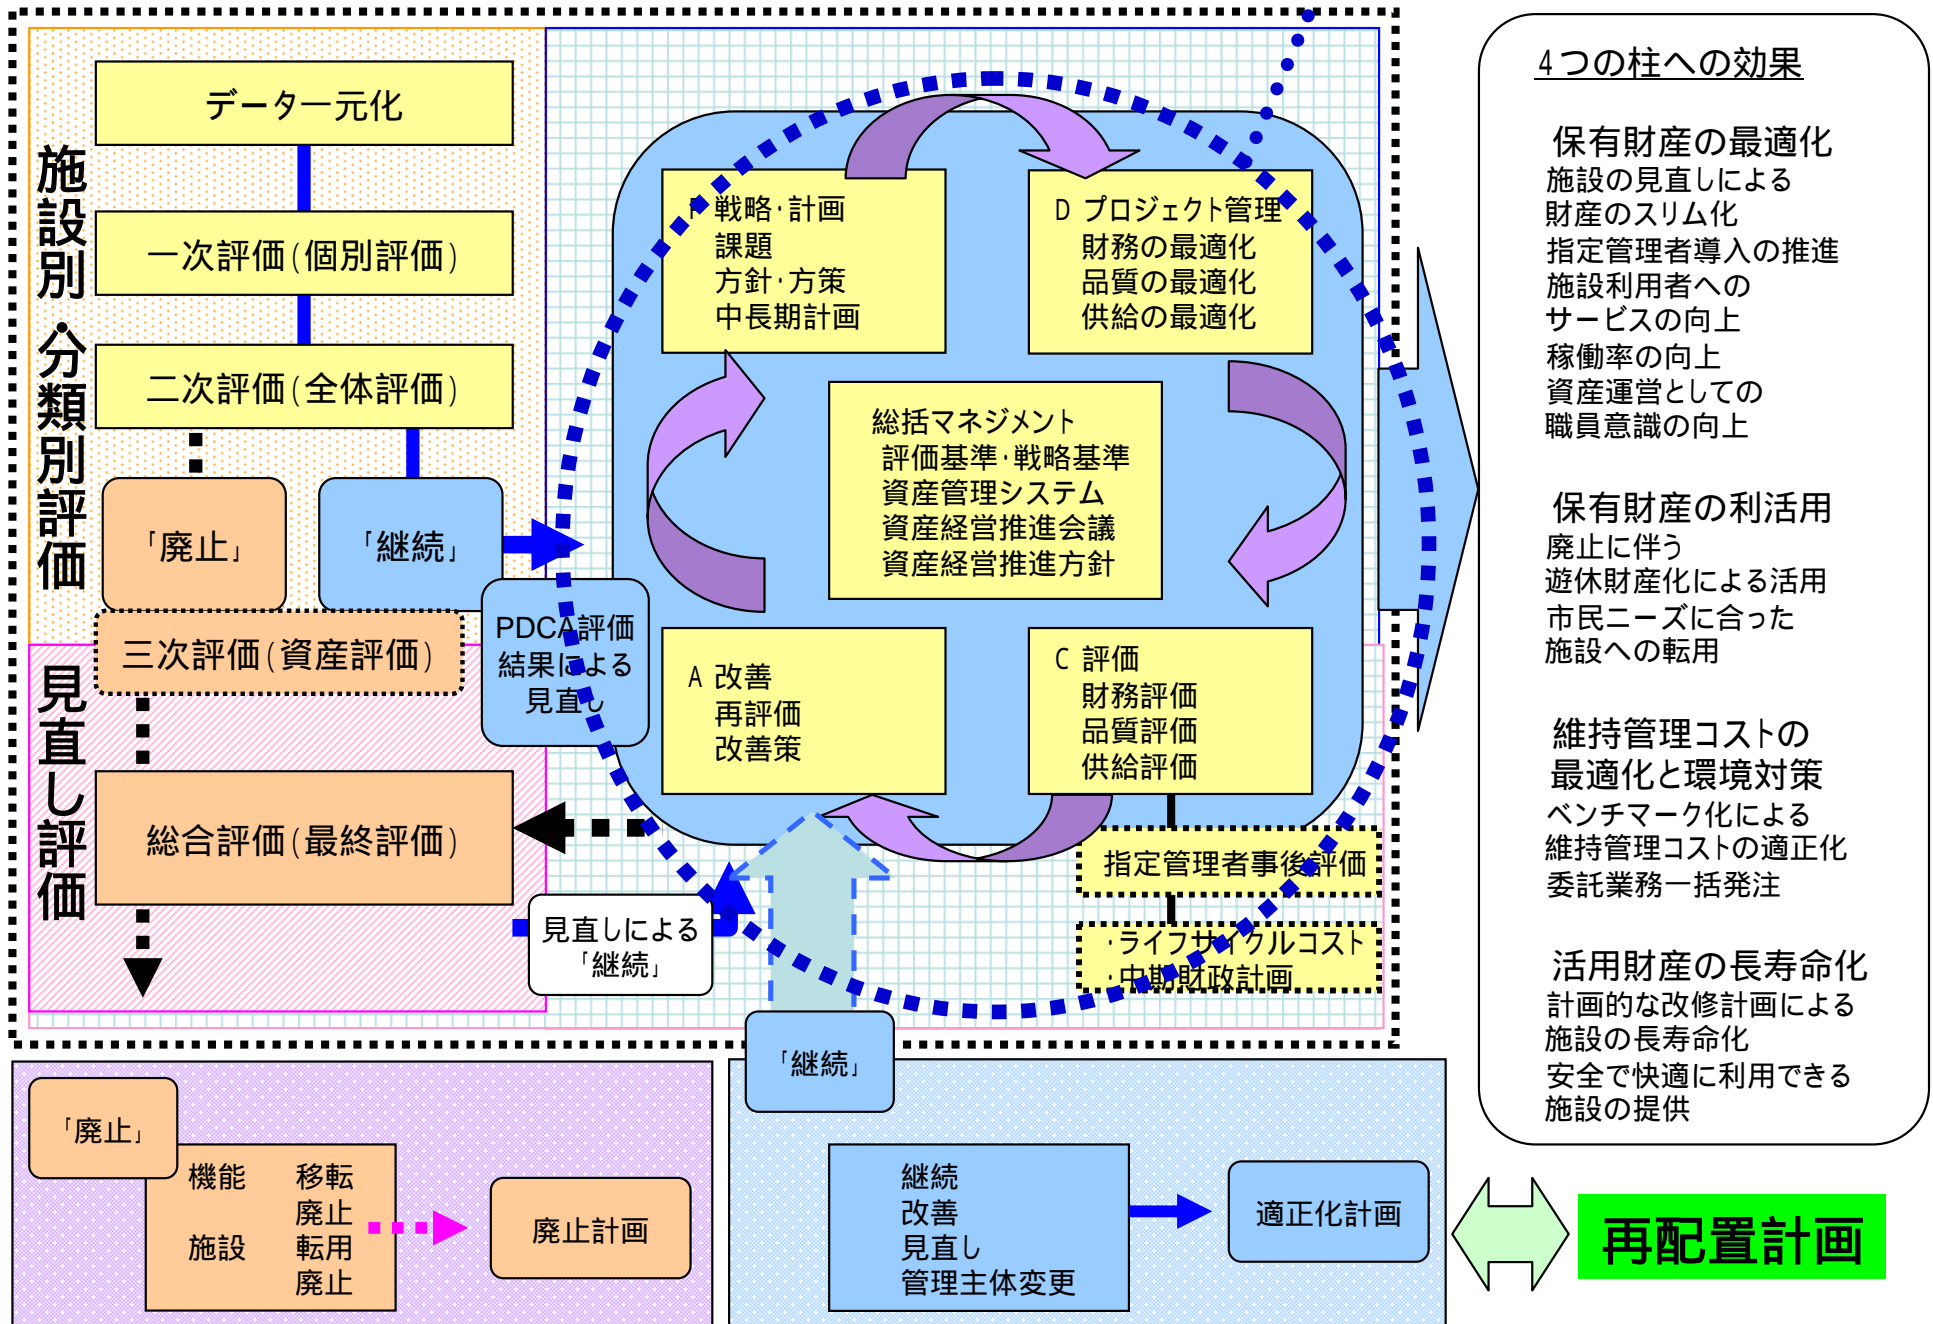 施設別・分類別評価
データ一元化
一次評価(個別評価)
二次評価(全体評価)
「廃止」
「継続」
三次評価(資産評価)
見直し評価
総合評価(最終評価)
PDCA評価
結果による
見直し
見直しによる
「継続」
P 戦略・計画
課題
方針・方策
中長期計画
D プロジェクト管理
財務の最適化
品質の最適化
供給の最適化
総括マネジメント
評価基準・戦略基準
資産管理システム
資産経営推進会議
資産経営推進方針
A 改善
再評価
改善策
C 評価
財務評価
品質評価
供給評価
指定管理者事後評価
・ライフサイクルコスト
・中期財政計画
4つの柱への効果
保有財産の最適化
施設の見直しによる
財産のスリム化
指定管理者導入の推進
施設利用者への
サービスの向上
稼働率の向上
資産運営としての
職員意識の向上
保有財産の利活用
廃止に伴う
遊休財産化による活用
市民ニーズに合った
施設への転用
維持管理コストの
最適化と環境対策
ベンチマーク化による
維持管理コストの適正化
委託業務一括発注
活用財産の長寿命化
計画的な改修計画による
施設の長寿命化
安全で快適に利用できる
施設の提供
「廃止」
機能 移転
廃止
施設 転用
廃止
廃止計画
「継続」
継続
改善
見直し
管理主体変更
適正化計画
再配置計画